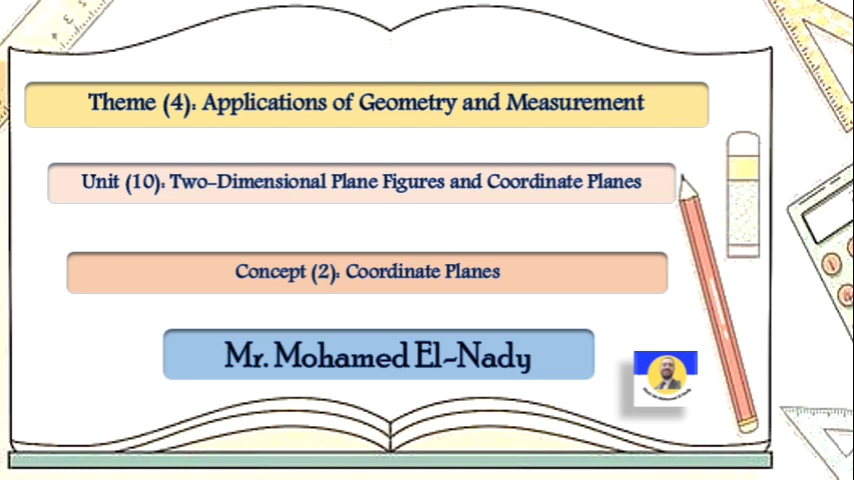 Theme (4): Applications of Geometry and Measurement
Unit (10): Two-Dimensional Plane Figures and Coordinate Planes
Concept (2): Coordinate Planes
Mr. Mohamed El-Nady